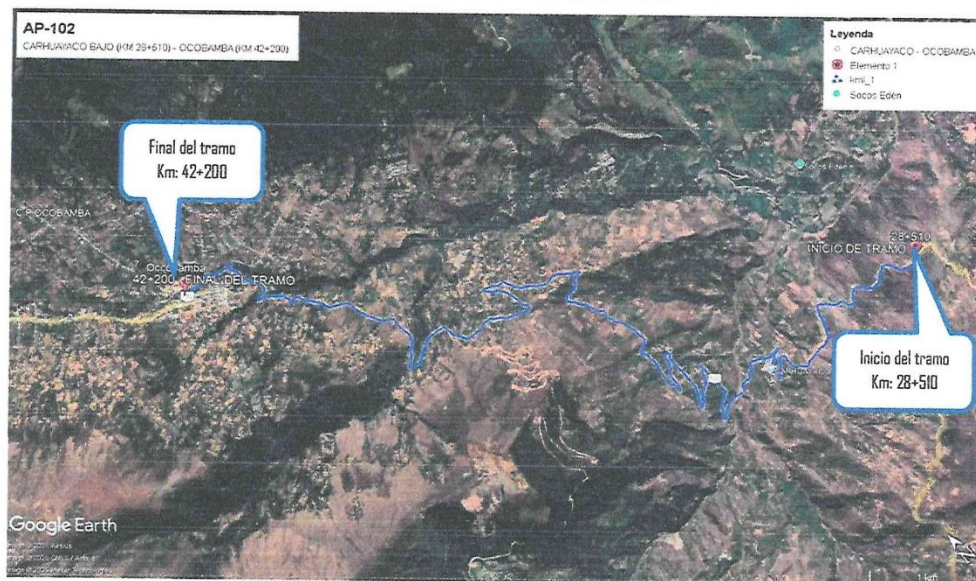 AP-102
CARHUAYACO BAJO (KM 28+510) - OCOBAMBA (KM 42+200)
Leyenda
CARHUAYACO - OCOBAMBA
Elemento 1
kml_1
Socos Edén
Final del tramo
Km: 42+200
C.P. OCOBAMBA
Ocobamba
42+200 FINAL DEL TRAMO
28+510
INICIO DE TRAMO
Inicio del tramo
Km: 28+510
Google Earth
1 km